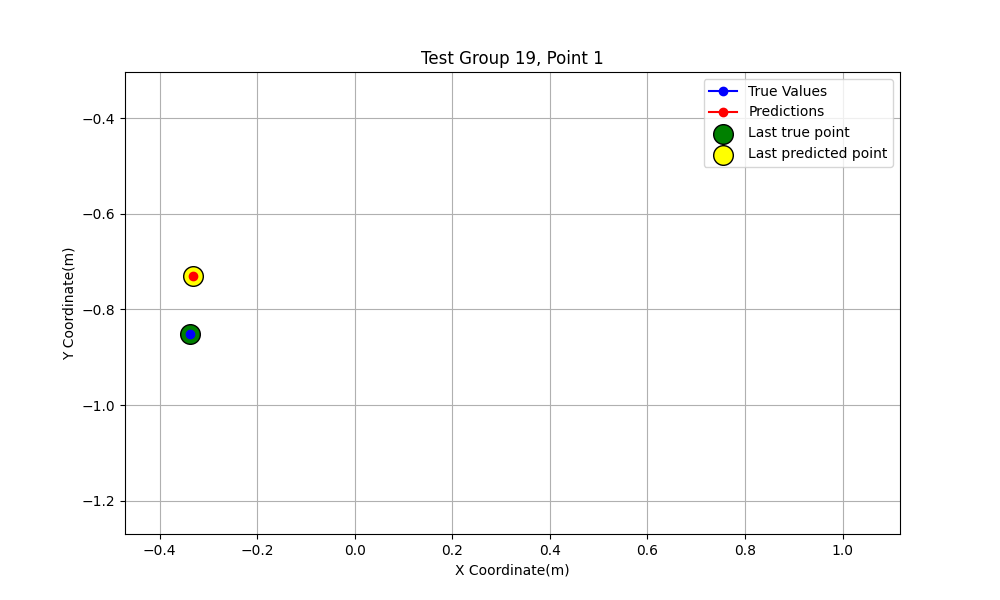 Test Group 19, Point 1
True Values
Predictions
Last true point
Last predicted point
Y Coordinate(m)
−0.4
−0.6
−0.8
−1.0
−1.2
−0.4
−0.2
0.0
0.2
0.4
0.6
0.8
1.0
X Coordinate(m)